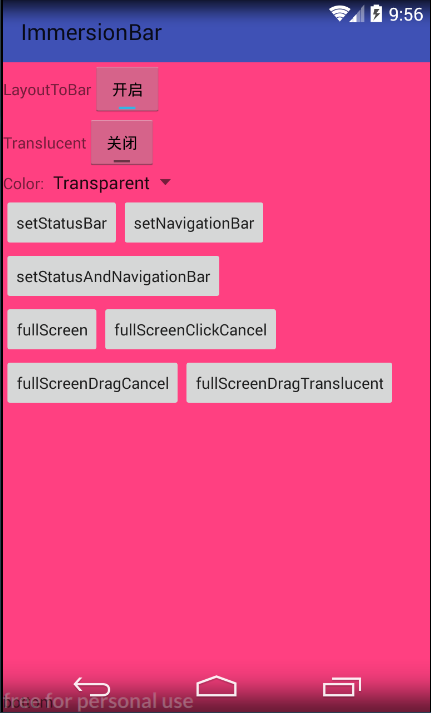 9:56
ImmersionBar
LayoutToBar 开启
Translucent 关闭
Color: Transparent
setStatusBar setNavigationBar
setStatusAndNavigationBar
fullScreen fullScreenClickCancel
fullScreenDragCancel fullScreenDragTranslucent
free for personal use